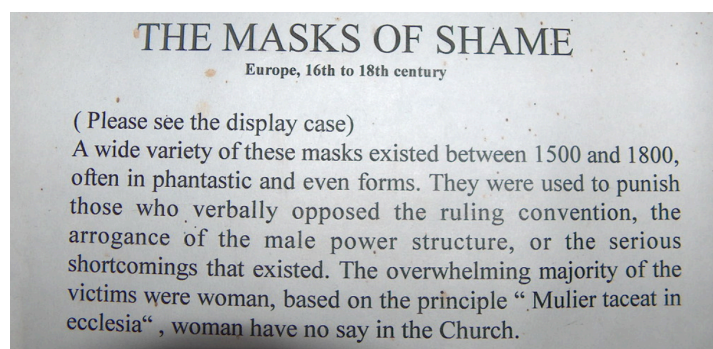 THE MASKS OF SHAME
Europe, 16th to 18th century
( Please see the display case)
A wide variety of these masks existed between 1500 and 1800,
often in phantastic and even forms. They were used to punish
those who verbally opposed the ruling convention, the
arrogance of the male power structure, or the serious
shortcomings that existed. The overwhelming majority of the
victims were woman, based on the principle “ Mulier taceat in
ecclesia“ , woman have no say in the Church.